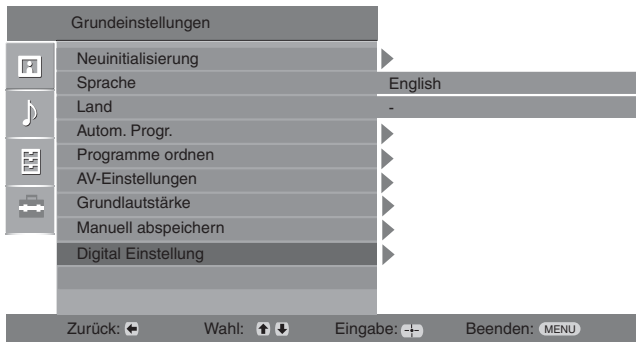 Grundeinstellungen
Neuinitialisierung
Sprache English
Land -
Autom. Progr.
Programme ordnen
AV-Einstellungen
Grundlautstärke
Manuell abspeichern
Digital Einstellung
Zurück: Wahl: Eingabe: Beenden: MENU